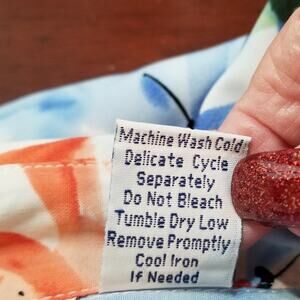 Machine Wash Cold
Delicate Cycle
Separately
Do Not Bleach
Tumble Dry Low
Remove Promptly
Cool Iron
If Needed